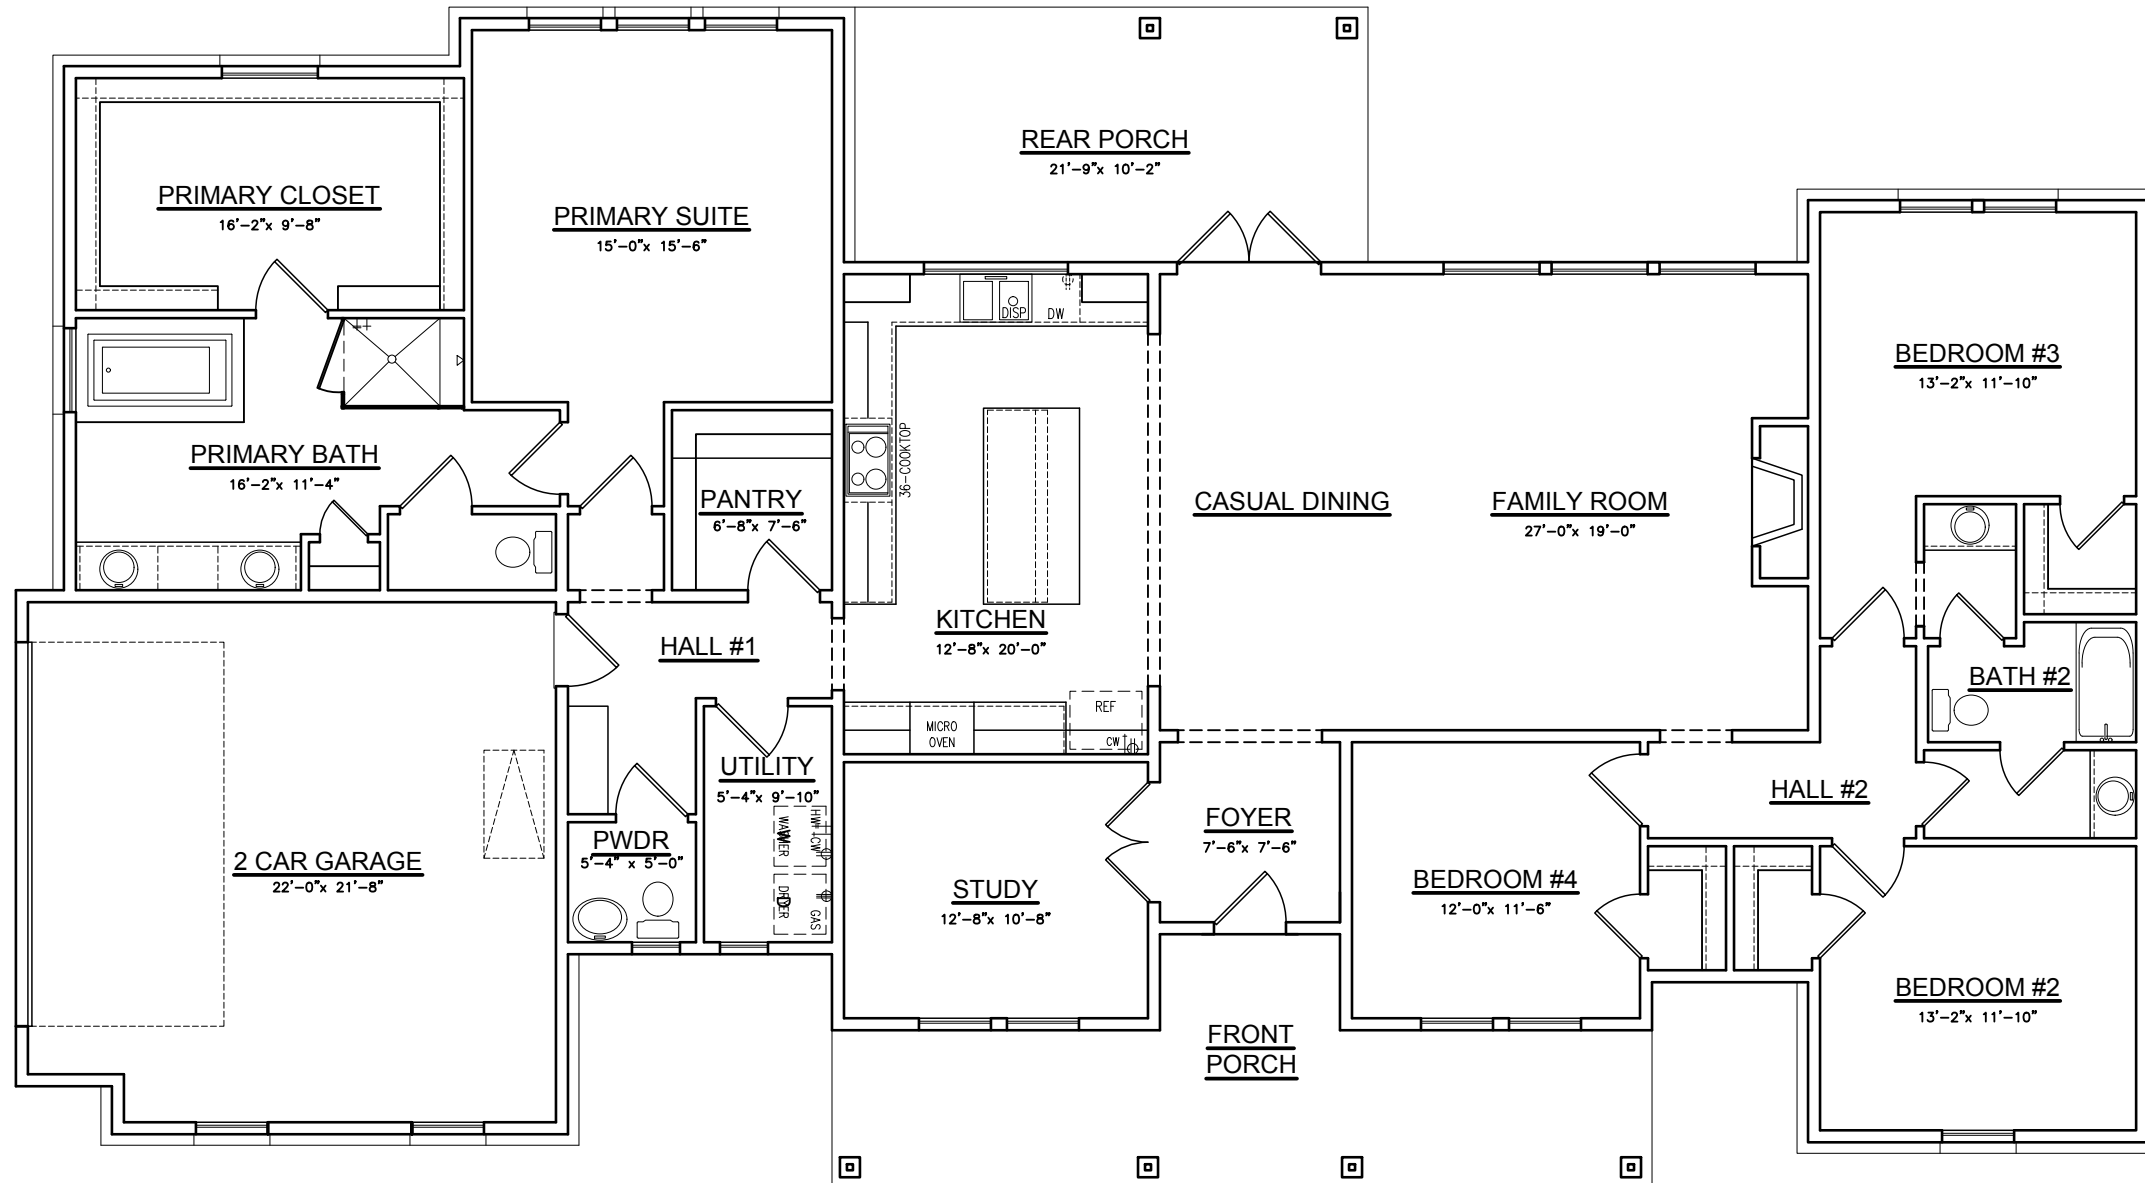 REAR PORCH
21'-9"x 10'-2"
PRIMARY CLOSET
16'-2"x 9'-8"
PRIMARY SUITE
15'-0"x 15'-6"
DISP
DW
BEDROOM #3
13'-2"x 11'-10"
PRIMARY BATH
16'-2"x 11'-4"
PANTRY
6'-8"x 7'-6"
36-COOKTOP
CASUAL DINING
FAMILY ROOM
27'-0"x 19'-0"
KITCHEN
12'-8"x 20'-0"
HALL #1
BATH #2
REF
MICRO
OVEN
CW
UTILITY
5'-4"x 9'-10"
HALL #2
FOYER
7'-6"x 7'-6"
HW
CW
WASHER
W
PWDR
5'-4" x 5'-0"
2 CAR GARAGE
22'-0"x 21'-8"
DRYER
D
GAS
STUDY
12'-8"x 10'-8"
BEDROOM #4
12'-0"x 11'-6"
BEDROOM #2
13'-2"x 11'-10"
FRONT
PORCH